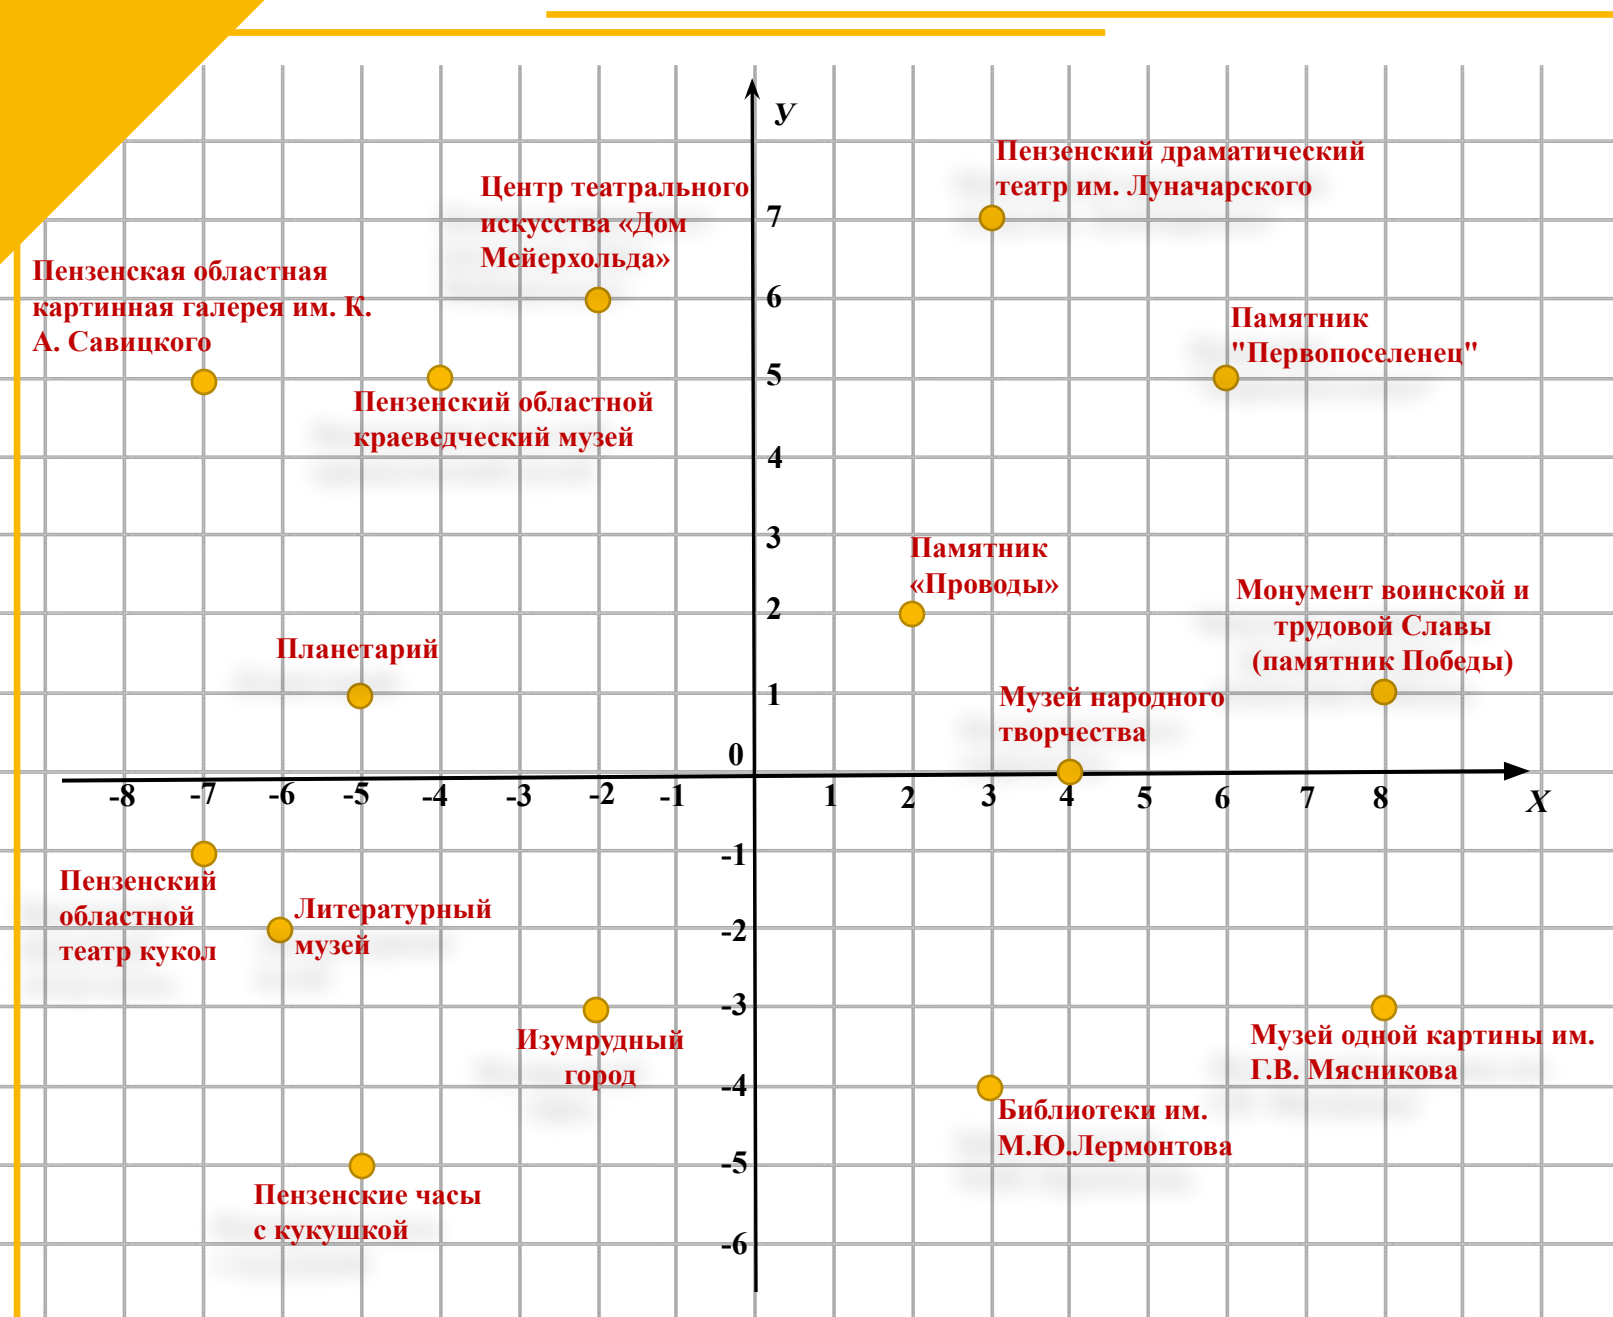 У
Пензенский драматический
театр им. Луначарского
Центр театрального
искусства «Дом
Мейерхольда»
7
Пензенская областная
картинная галерея им. К.
А. Савицкого
6
Памятник
"Первопоселенец"
5
Пензенский областной
краеведческий музей
4
3
Памятник
«Проводы»
2
Монумент воинской и
трудовой Славы
(памятник Победы)
Планетарий
1
Музей народного
творчества
0
-8 -7 -6 -5 -4 -3 -2 -1 1 2 3 4 5 6 7 8 Х
-1
Пензенский
областной
театр кукол
Литературный
музей
-2
-3
Изумрудный
город
Музей одной картины им.
Г.В. Мясникова
-4
Библиотеки им.
М.Ю.Лермонтова
-5
Пензенские часы
с кукушкой
-6